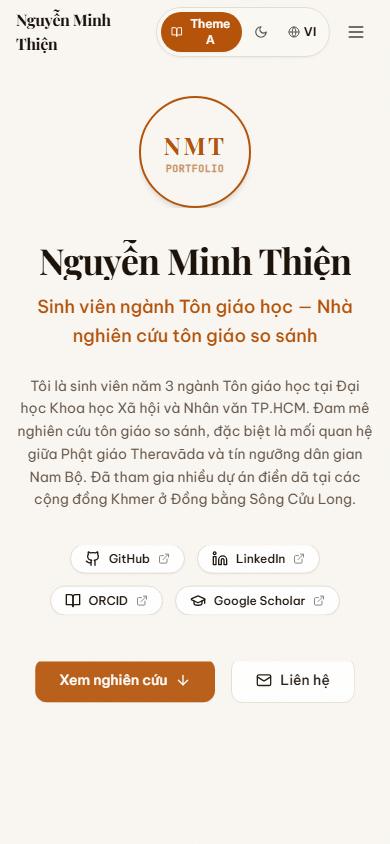 Nguyễn Minh
Thiện
Theme
A
VI
NMT
PORTFOLIO
Nguyễn Minh Thiện
Sinh viên ngành Tôn giáo học — Nhà
nghiên cứu tôn giáo so sánh
Tôi là sinh viên năm 3 ngành Tôn giáo học tại Đại
học Khoa học Xã hội và Nhân văn TP.HCM. Đam mê
nghiên cứu tôn giáo so sánh, đặc biệt là mối quan hệ
giữa Phật giáo Theravāda và tín ngưỡng dân gian
Nam Bộ. Đã tham gia nhiều dự án điền dã tại các
cộng đồng Khmer ở Đồng bằng Sông Cửu Long.
GitHub
LinkedIn
ORCID
Google Scholar
Xem nghiên cứu
Liên hệ